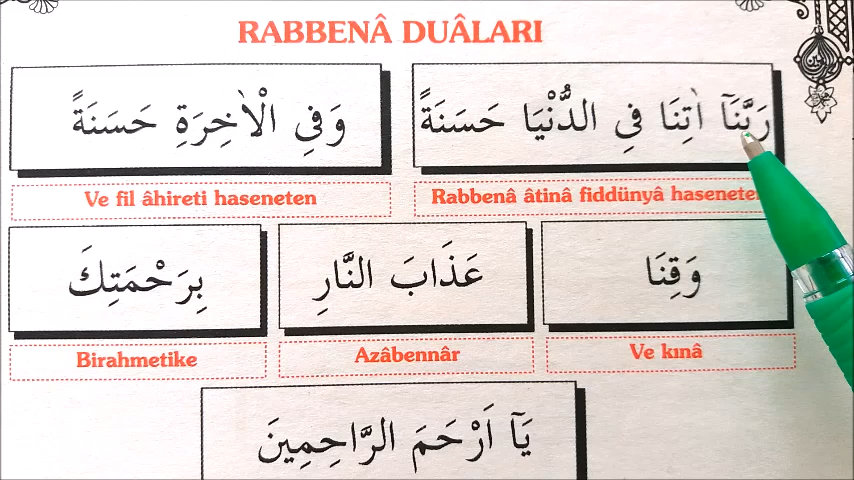 RABBENÂ DUÂLARI
رَبَّنَآ اٰتِنَا فِي الدُّنْيَا حَسَنَةً
وَفِي الْاٰخِرَةِ حَسَنَةً
Rabbenâ âtinâ fiddünyâ haseneten
Ve fil âhireti haseneten
وَقِنَا
عَذَابَ النَّارِ
بِرَحْمَتِكَ
Ve kınâ
Azâbennâr
Birahmetike
يَآ اَرْحَمَ الرَّاحِمِينَ